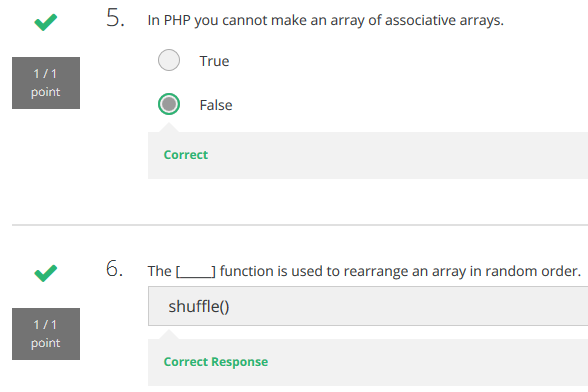 5. In PHP you cannot make an array of associative arrays.
1 / 1
point
True
False
Correct
6. The [____] function is used to rearrange an array in random order.
shuffle()
1 / 1
point
Correct Response